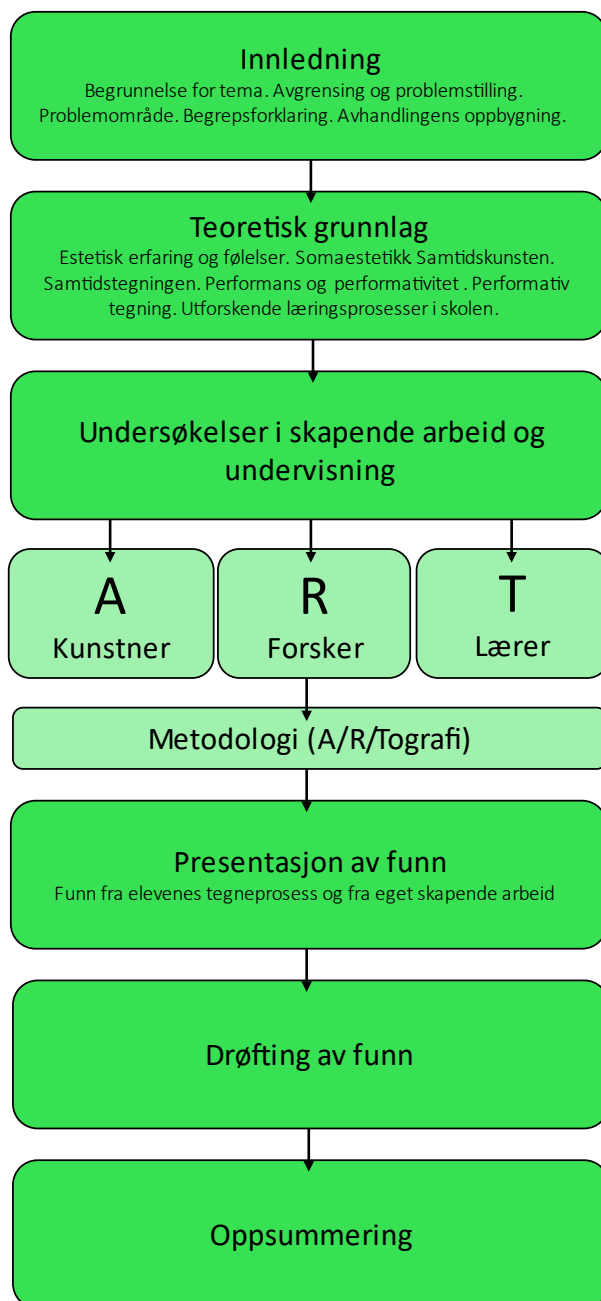 Innledning
Begrunnelse for tema. Avgrensing og problemstilling.
Problemområde. Begrepsforklaring. Avhandlingens oppbygning.
Teoretisk grunnlag
Estetisk erfaring og følelser. Somaestetikk. Samtidskunsten.
Samtidstegningen. Performans og performativitet . Performativ
tegning. Utforskende læringsprosesser i skolen.
Undersøkelser i skapende arbeid og
undervisning
A
Kunstner
R
Forsker
T
Lærer
Metodologi (A/R/Tografi)
Presentasjon av funn
Funn fra elevenes tegneprosess og fra eget skapende arbeid
Drøfting av funn
Oppsummering